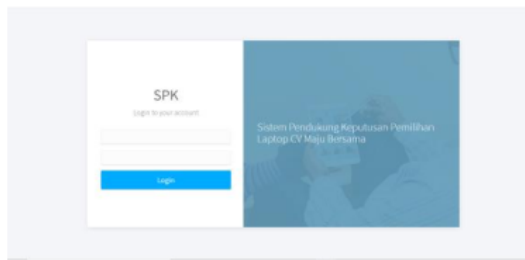 SPK
Login to your account
Login
Sistem Pendukung Keputusan Pemilihan
Laptop CV Maju Bersama